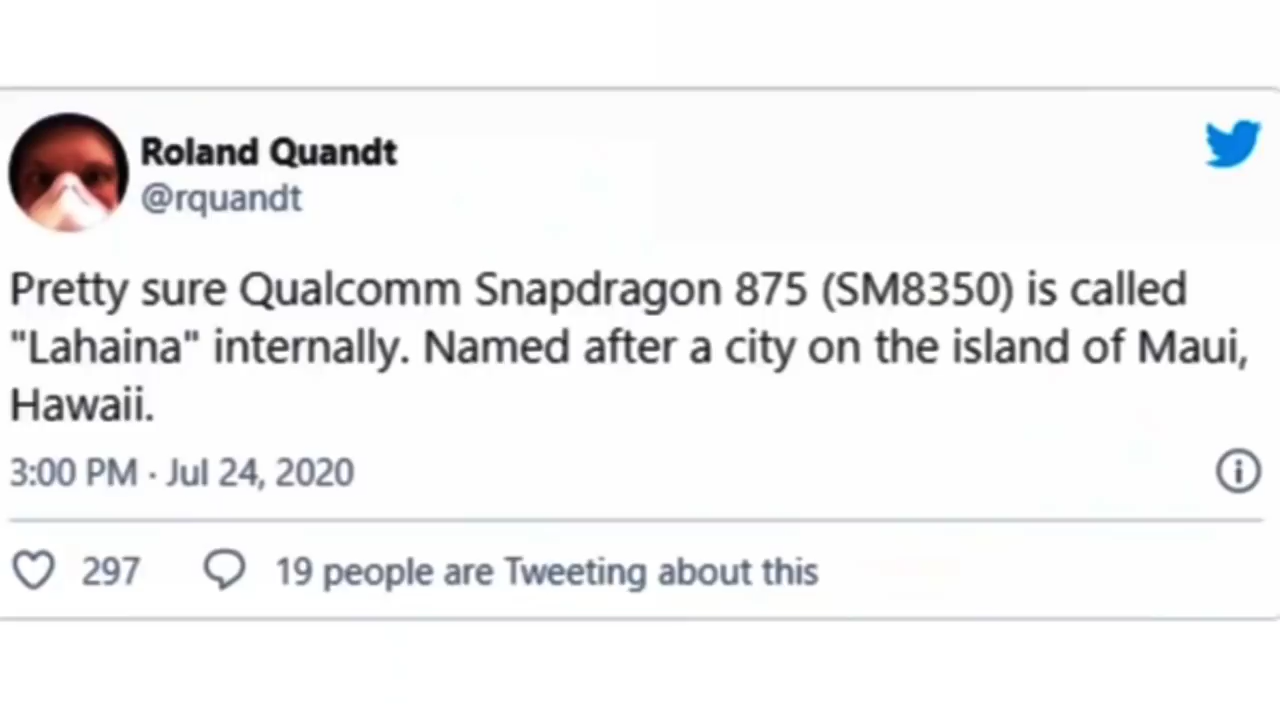 Roland Quandt
@rquandt
Pretty sure Qualcomm Snapdragon 875 (SM8350) is called
"Lahaina" internally. Named after a city on the island of Maui,
Hawaii.
3:00 PM · Jul 24, 2020
297 19 people are Tweeting about this